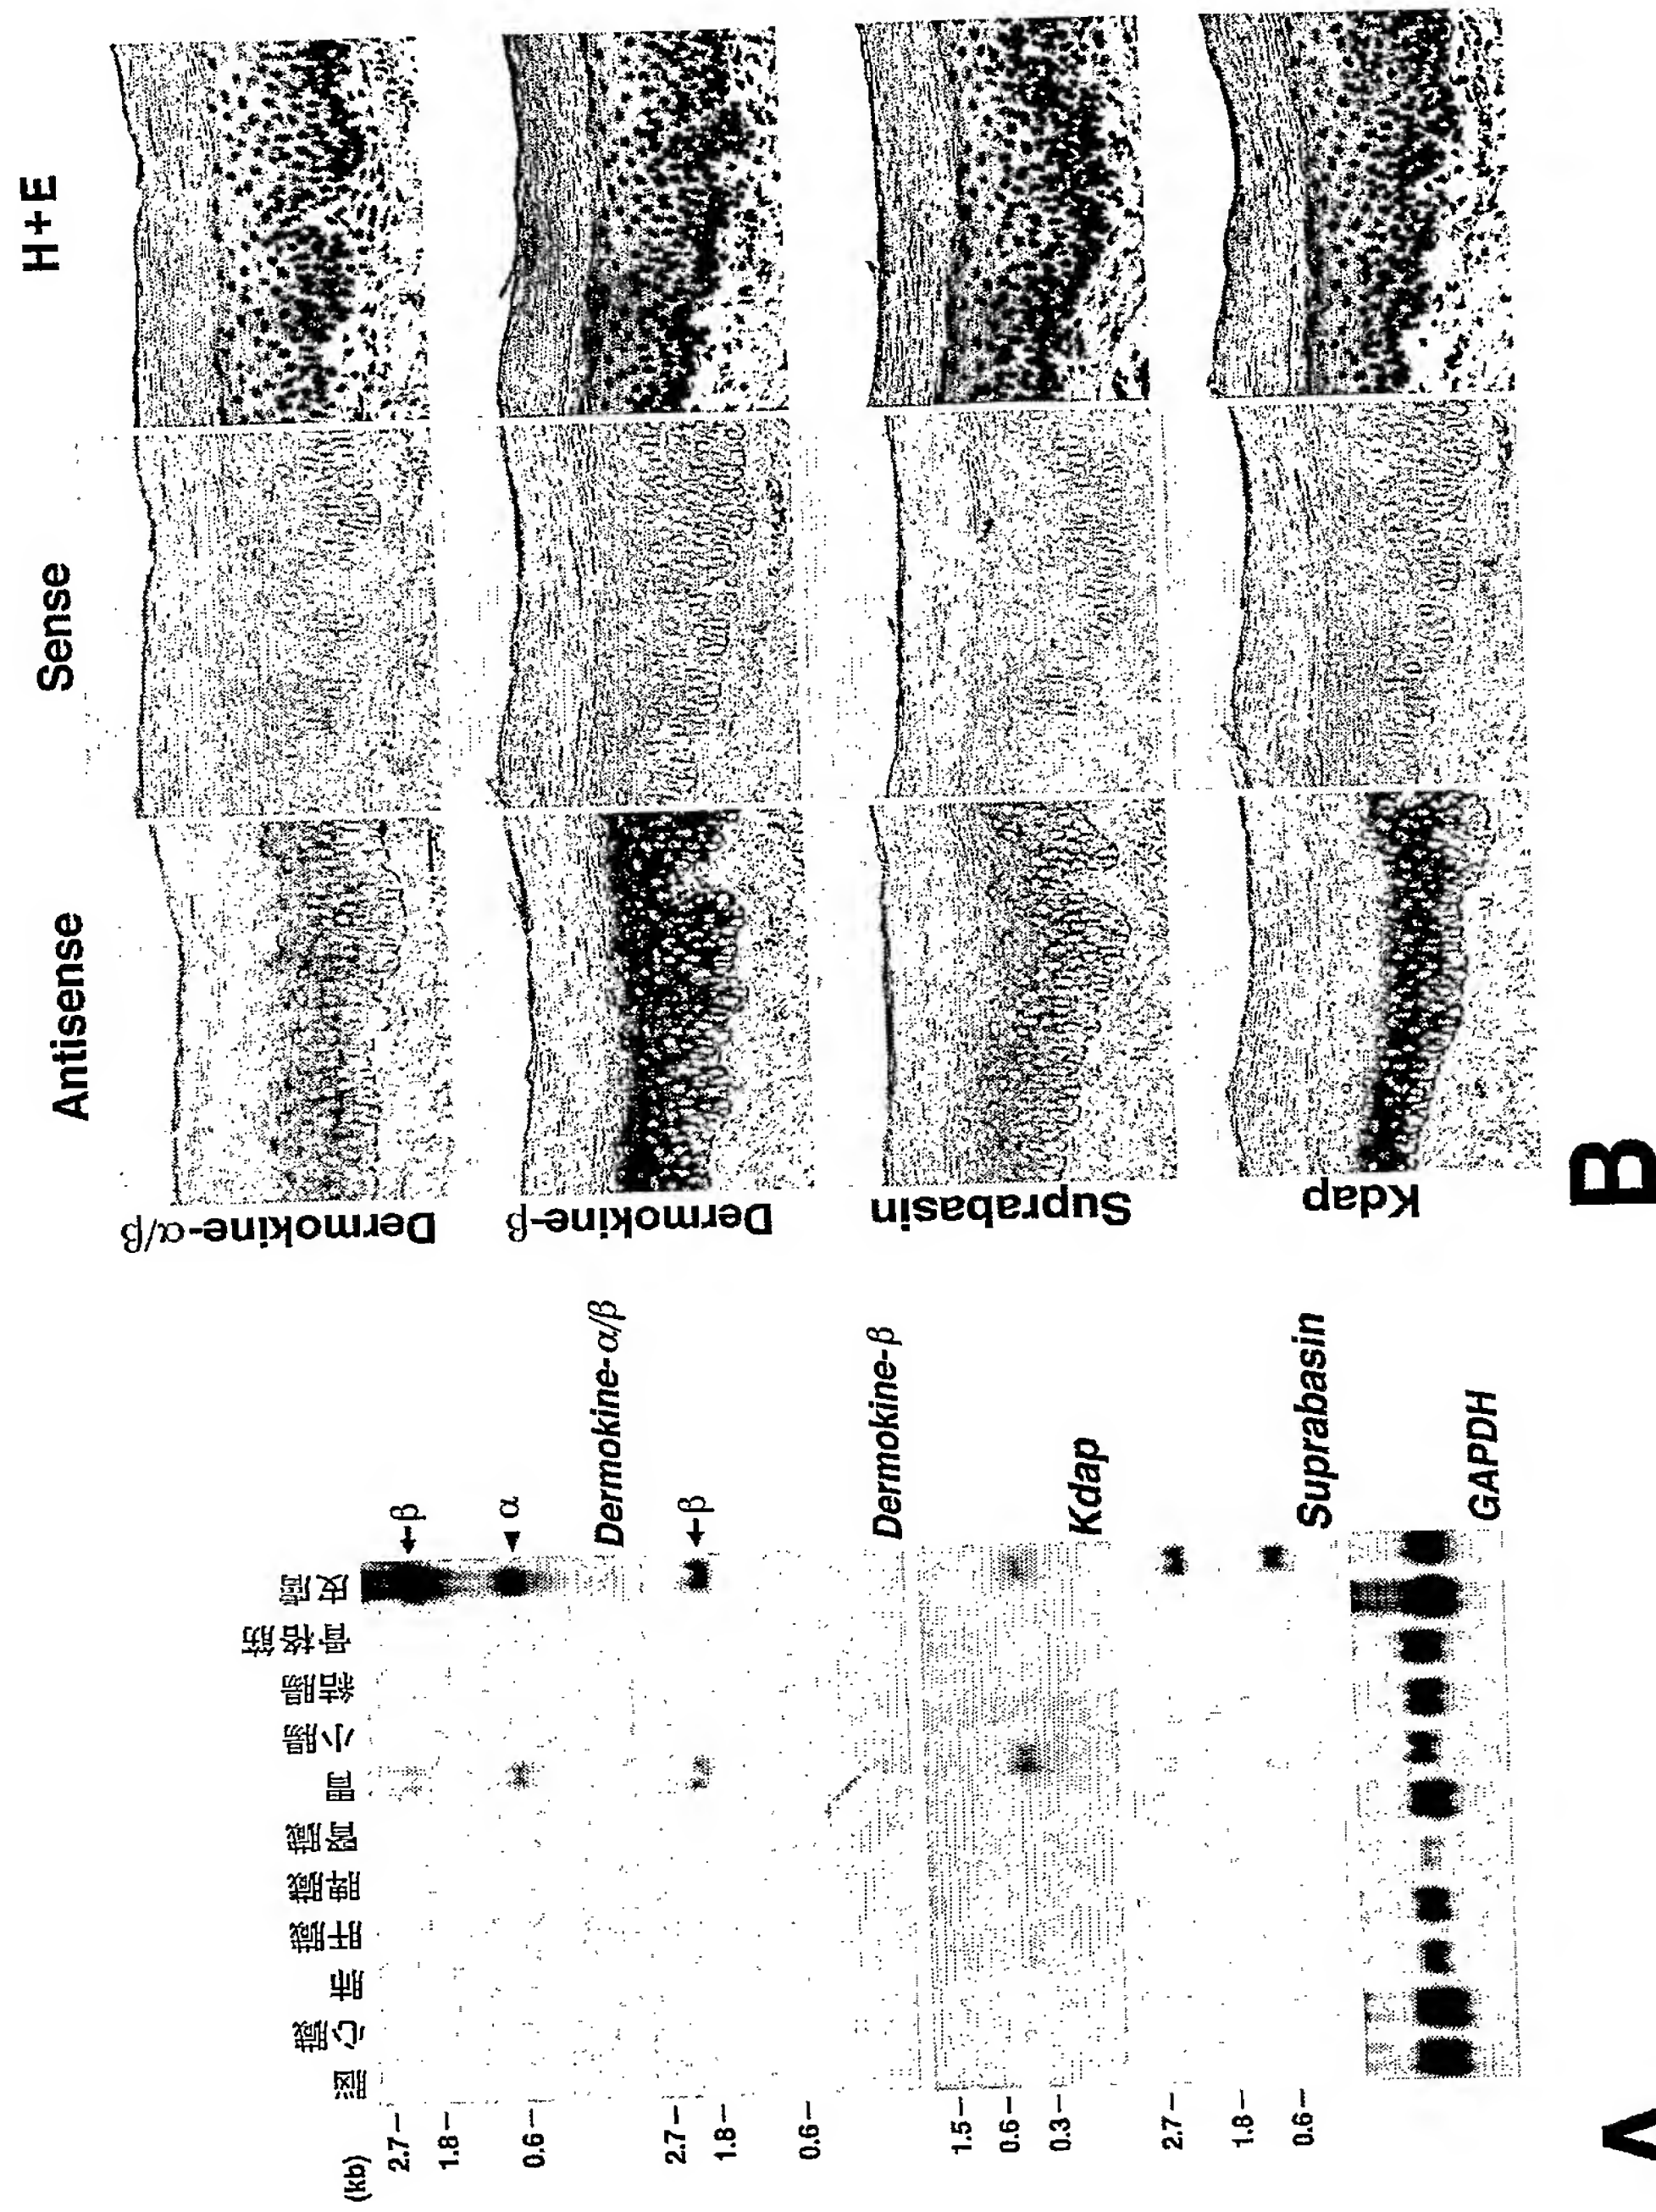 A
(kb)
脳
心臓
肺
肝臓
脾臓
腎臓
胃
小腸
結腸
骨格筋
皮膚
2.7
1.8
0.6
←β
◄α
Dermokine-α/β
2.7
1.8
0.6
←β
Dermokine-β
1.5
0.6
0.3
Kdap
2.7
1.8
0.6
Suprabasin
GAPDH
B
Antisense
Sense
H+E
Dermokine-α/β
Dermokine-β
Suprabasin
Kdap